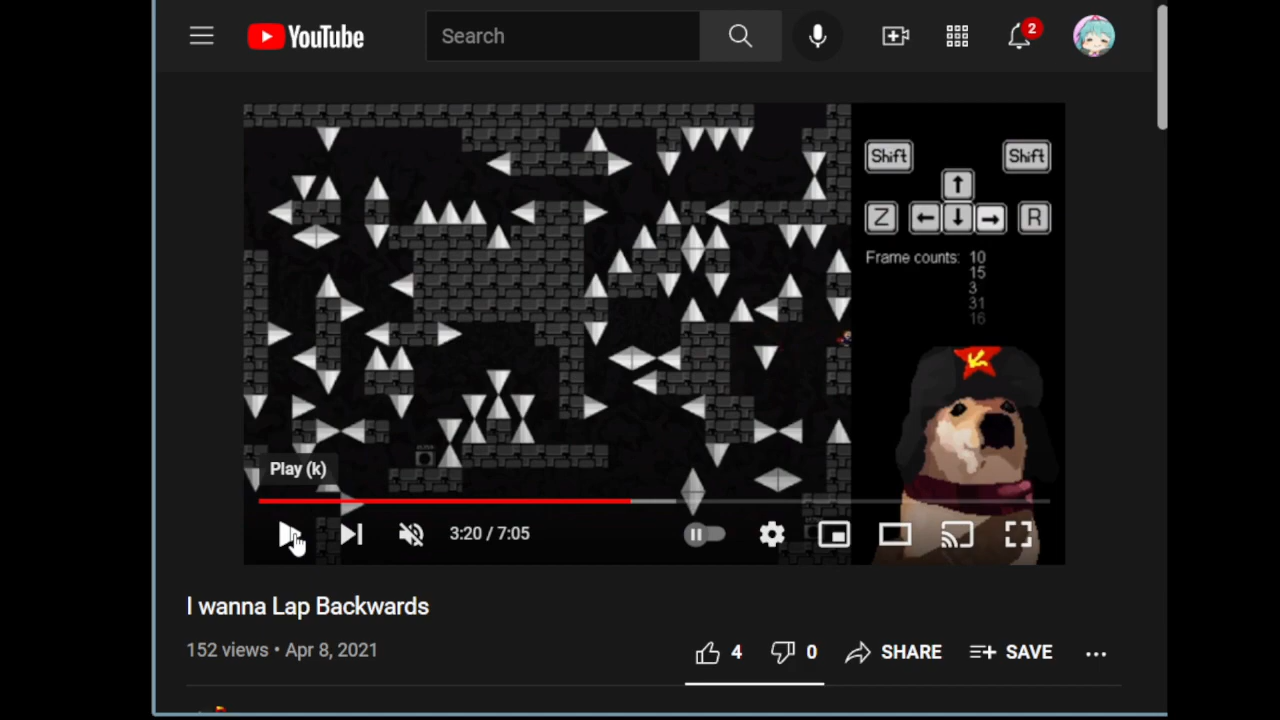 YouTube
Search
2
Shift Shift
Z R
Frame counts: 10
15
3
31
16
Play (k)
3:20 / 7:05
I wanna Lap Backwards
152 views • Apr 8, 2021
4 0 SHARE SAVE